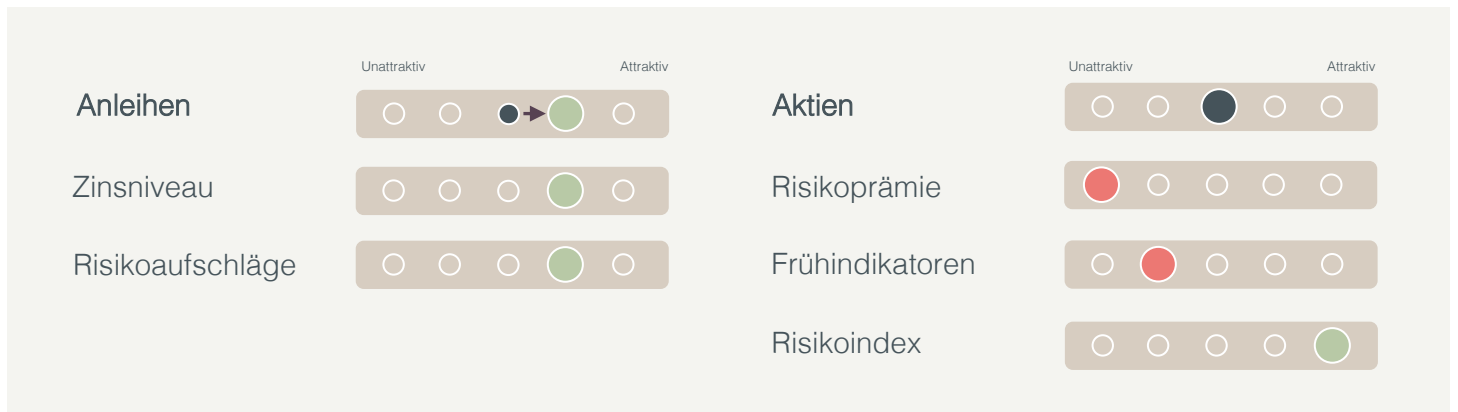 Unattraktiv Attraktiv
Anleihen
Zinsniveau
Risikoaufschläge
Unattraktiv Attraktiv
Aktien
Risikoprämie
Frühindikatoren
Risikoindex